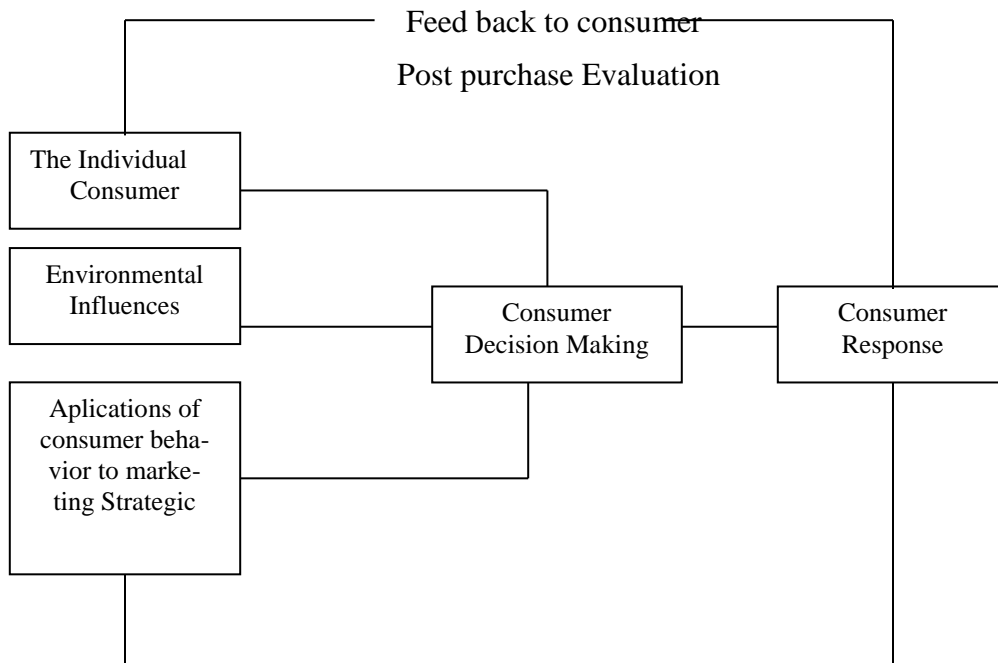 Feed back to consumer
Post purchase Evaluation
The Individual
Consumer
Environmental
Influences
Consumer
Decision Making
Consumer
Response
Aplications of
consumer beha-
vior to marke-
ting Strategic